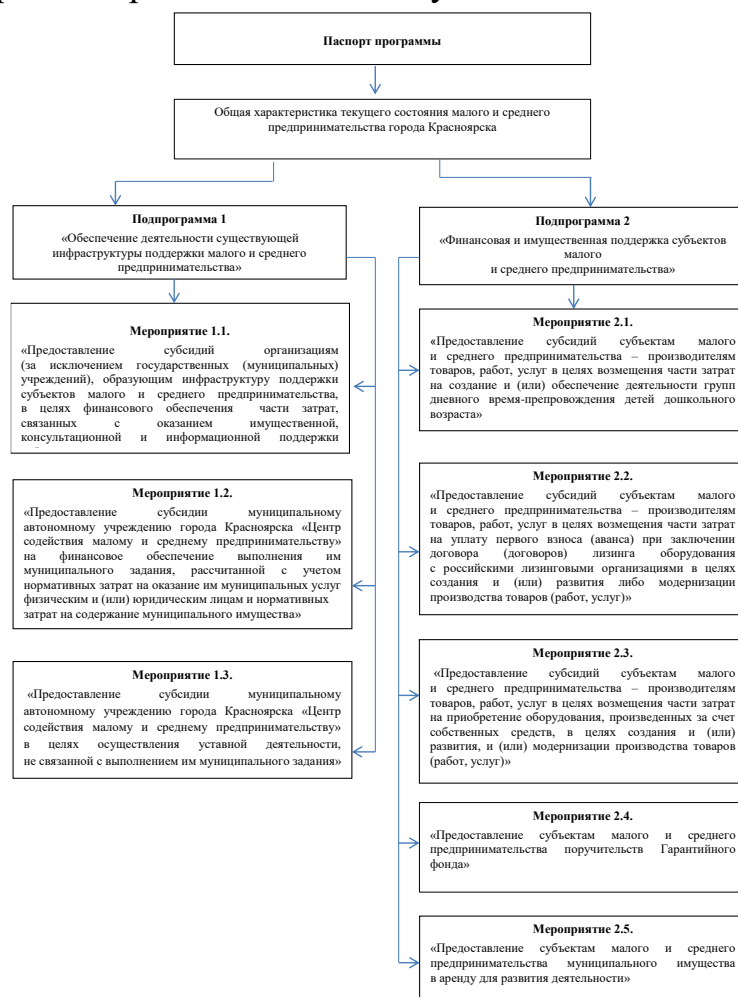 Паспорт программы
Общая характеристика текущего состояния малого и среднего
предпринимательства города Красноярска
Подпрограмма 1
«Обеспечение деятельности существующей
инфраструктуры поддержки малого и среднего
предпринимательства»
Мероприятие 1.1.
«Предоставление субсидий организациям
(за исключением государственных (муниципальных)
учреждений), образующим инфраструктуру поддержки
субъектов малого и среднего предпринимательства,
в целях финансового обеспечения части затрат,
связанных с оказанием имущественной,
консультационной и информационной поддержки
Мероприятие 1.2.
«Предоставление субсидии муниципальному
автономному учреждению города Красноярска «Центр
содействия малому и среднему предпринимательству»
на финансовое обеспечение выполнения им
муниципального задания, рассчитанной с учетом
нормативных затрат на оказание им муниципальных услуг
физическим и (или) юридическим лицам и нормативных
затрат на содержание муниципального имущества»
Мероприятие 1.3.
«Предоставление субсидии муниципальному
автономному учреждению города Красноярска «Центр
содействия малому и среднему предпринимательству»
в целях осуществления уставной деятельности,
не связанной с выполнением им муниципального задания»
Подпрограмма 2
«Финансовая и имущественная поддержка субъектов
малого
и среднего предпринимательства»
Мероприятие 2.1.
«Предоставление субсидий субъектам малого
и среднего предпринимательства – производителям
товаров, работ, услуг в целях возмещения части затрат
на создание и (или) обеспечение деятельности групп
дневного время-препровождения детей дошкольного
возраста»
Мероприятие 2.2.
«Предоставление субсидий субъектам малого
и среднего предпринимательства – производителям
товаров, работ, услуг в целях возмещения части затрат
на уплату первого взноса (аванса) при заключении
договора (договоров) лизинга оборудования
с российскими лизинговыми организациями в целях
создания и (или) развития либо модернизации
производства товаров (работ, услуг)»
Мероприятие 2.3.
«Предоставление субсидий субъектам малого
и среднего предпринимательства – производителям
товаров, работ, услуг в целях возмещения части затрат
на приобретение оборудования, произведенных за счет
собственных средств, в целях создания и (или)
развития, и (или) модернизации производства товаров
(работ, услуг)»
Мероприятие 2.4.
«Предоставление субъектам малого и среднего
предпринимательства поручительств Гарантийного
фонда»
Мероприятие 2.5.
«Предоставление субъектам малого и среднего
предпринимательства муниципального имущества
в аренду для развития деятельности»